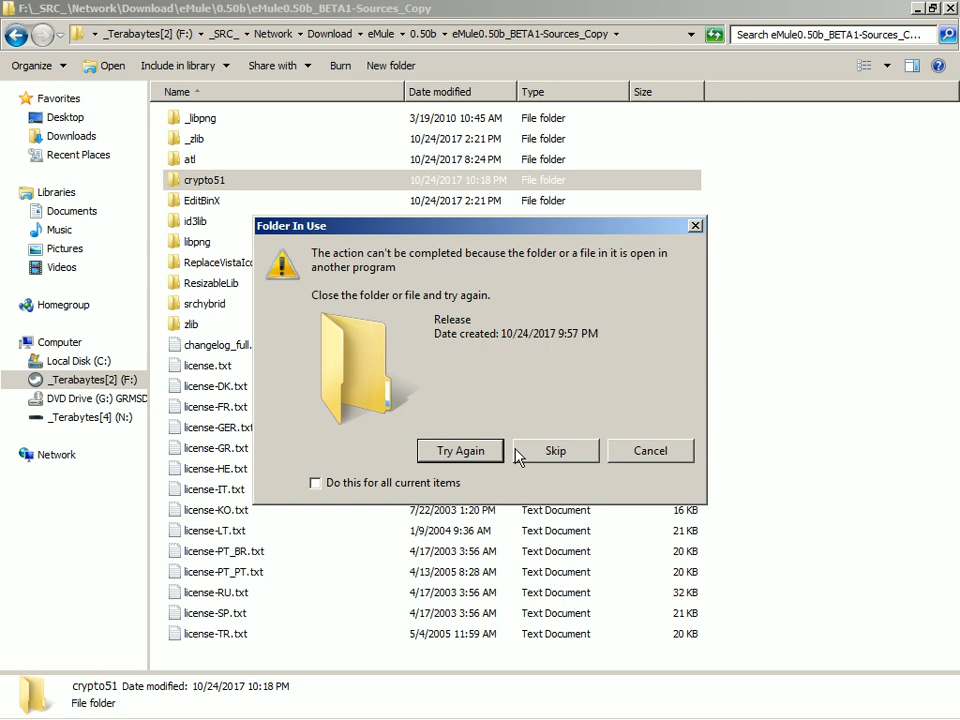 F:\_SRC_\Network\Download\eMule\0.50b\eMule0.50b_BETA1-Sources_Copy
_Terabaytes[2] (F:) _SRC_ Network Download eMule 0.50b eMule0.50b_BETA1-Sources_Copy Search eMule0.50b_BETA1-Sources_C...
Organize Open Include in library Share with Burn New folder
Name Date modified Type Size
Favorites
Desktop
Downloads
Recent Places
Libraries
Documents
Music
Pictures
Videos
Homegroup
Computer
Local Disk (C:)
_Terabaytes[2] (F:)
DVD Drive (G:) GRMSD
_Terabytes[4] (N:)
Network
_libpng 3/19/2010 10:45 AM File folder
_zlib 10/24/2017 2:21 PM File folder
atl 10/24/2017 8:24 PM File folder
crypto51 10/24/2017 10:18 PM File folder
EditBinX 10/24/2017 2:21 PM File folder
id3lib
libpng
ReplaceVistaIco
ResizableLib
srchybrid
zlib
changelog_full.
license.txt
license-DK.txt
license-FR.txt
license-GER.txt
license-GR.txt
license-HE.txt
license-IT.txt
license-KO.txt 7/22/2003 1:20 PM Text Document 16 KB
license-LT.txt 1/9/2004 9:36 AM Text Document 21 KB
license-PT_BR.txt 4/17/2003 3:56 AM Text Document 20 KB
license-PT_PT.txt 4/13/2005 8:28 AM Text Document 20 KB
license-RU.txt 4/17/2003 3:56 AM Text Document 32 KB
license-SP.txt 4/17/2003 3:56 AM Text Document 21 KB
license-TR.txt 5/4/2005 11:59 AM Text Document 20 KB
Folder In Use
The action can't be completed because the folder or a file in it is open in
another program
Close the folder or file and try again.
Release
Date created: 10/24/2017 9:57 PM
Try Again Skip Cancel
Do this for all current items
crypto51 Date modified: 10/24/2017 10:18 PM
File folder